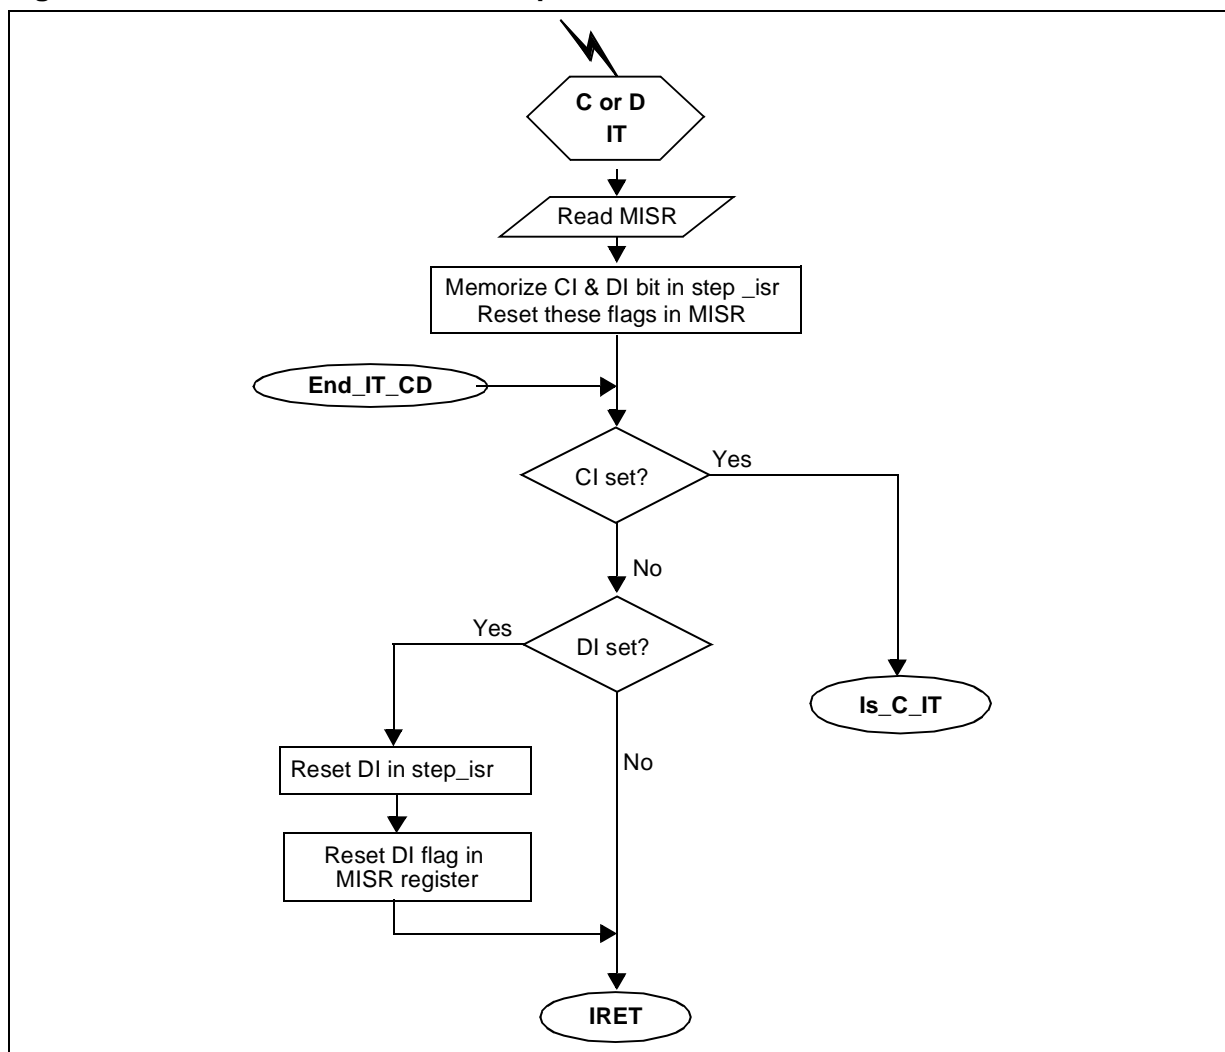 C or D
IT
Read MISR
Memorize CI & DI bit in step _isr
Reset these flags in MISR
End_IT_CD
CI set?
Yes
No
Yes
DI set?
Is_C_IT
No
Reset DI in step_isr
Reset DI flag in
MISR register
IRET